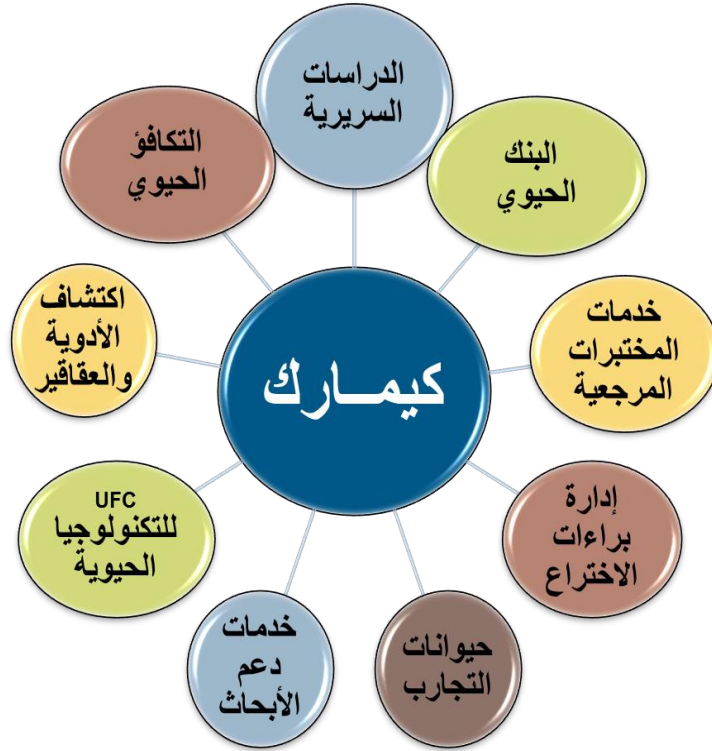 الدراسات
السريرية
البنك
الحيوي
خدمات
المختبرات
المرجعية
إدارة
براءات
الاختراع
حيوانات
التجارب
خدمات
دعم
الأبحاث
UFC
للتكنولوجيا
الحيوية
اكتشاف
الأدوية
والعقاقير
التكافؤ
الحيوي
كيمــارك